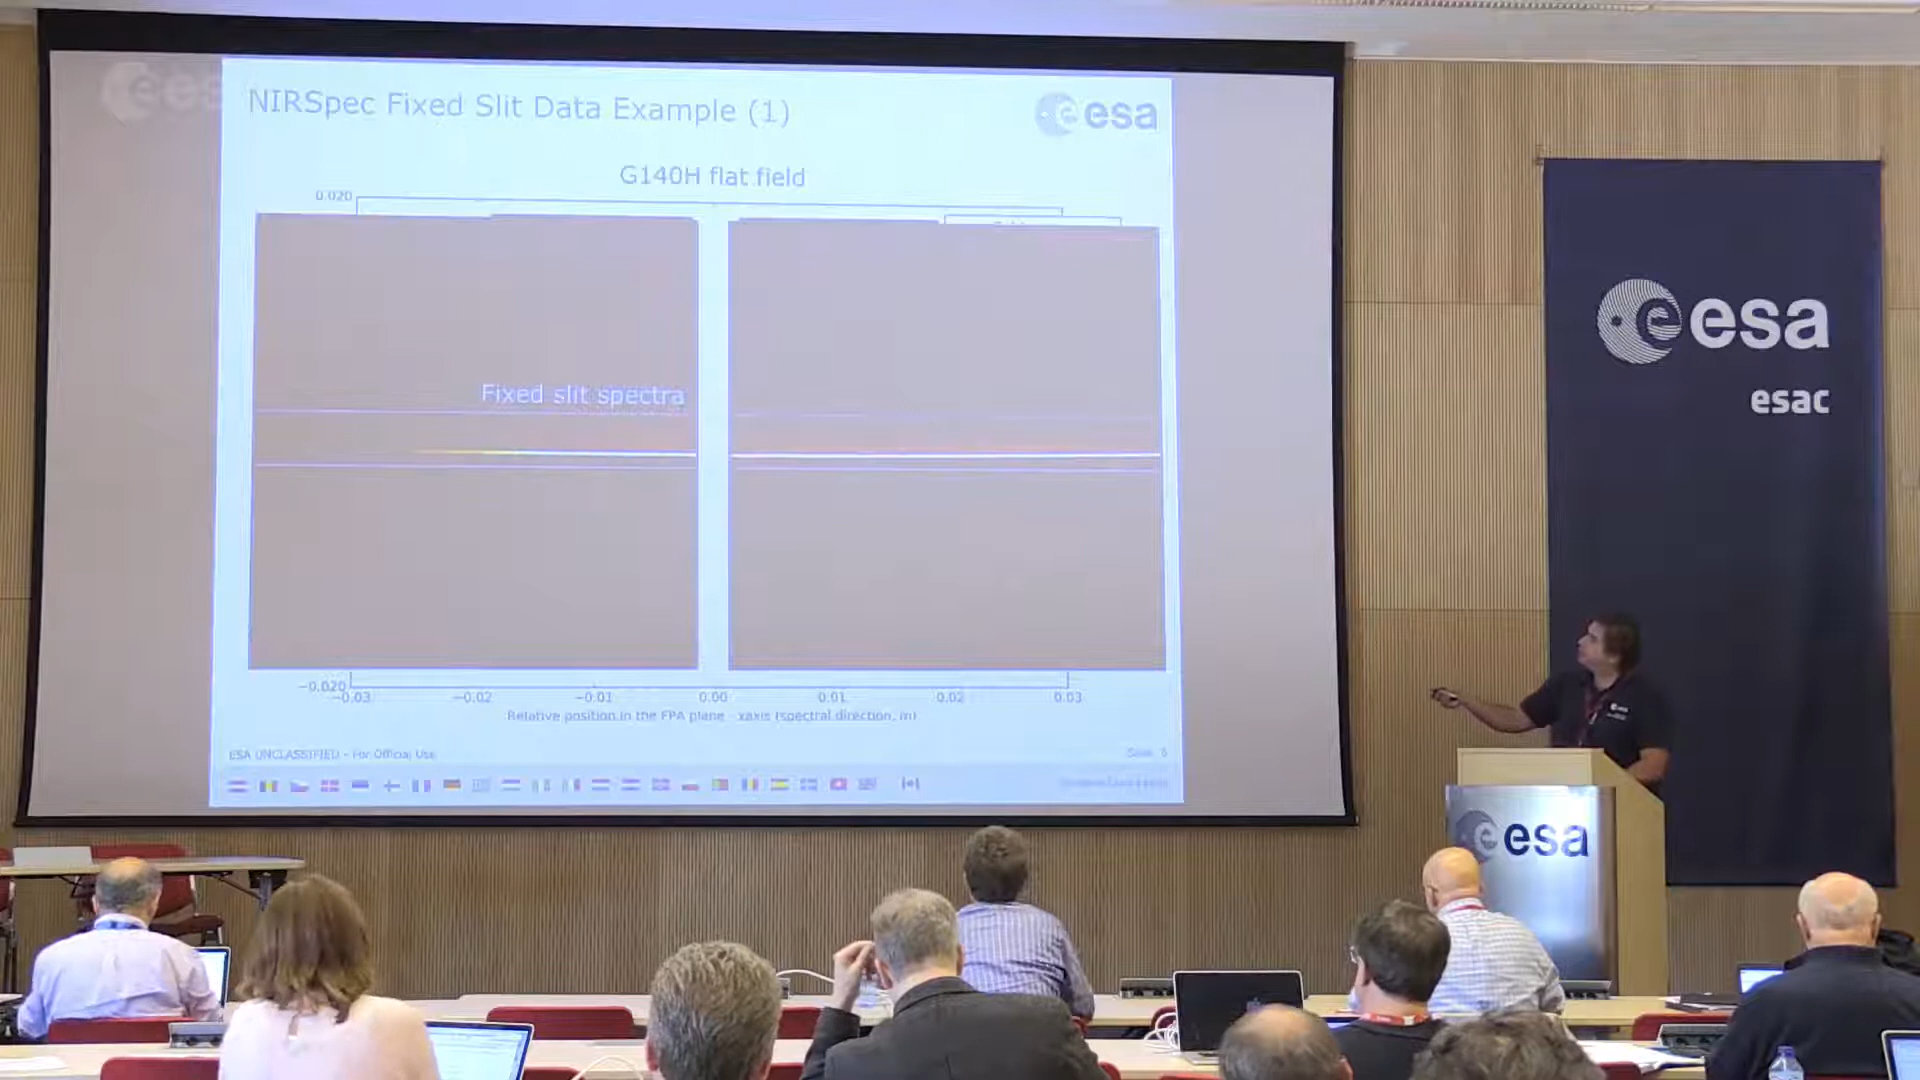 NIRSpec Fixed Slit Data Example (1)
esa
G140H flat field
0.020
Fixed slit spectra
−0.020
−0.03 −0.02 −0.01 0.00 0.01 0.02 0.03
Relative position in the FPA plane - xaxis (spectral direction, m)
ESA UNCLASSIFIED - For Official Use
esa
esac
esa